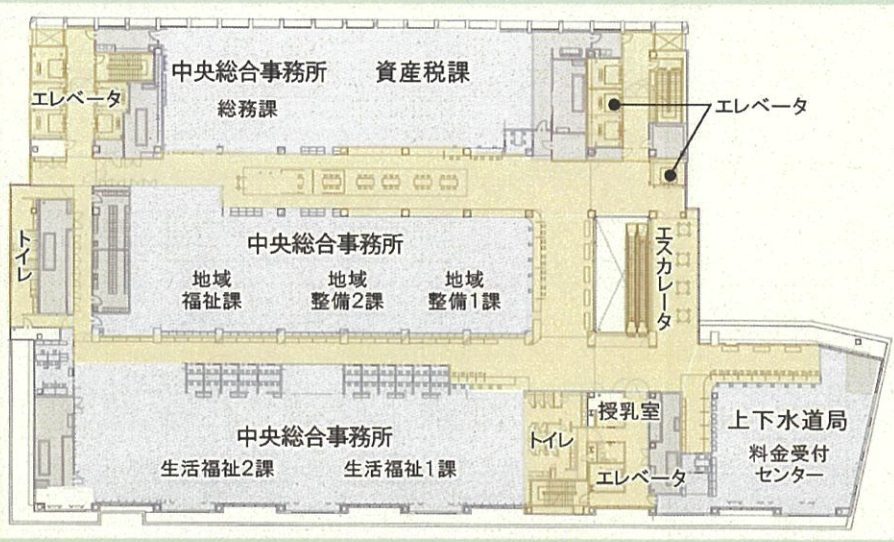 中央総合事務所 資産税課
総務課
エレベータ
エレベータ
トイレ
中央総合事務所
地域
福祉課
地域
整備2課
地域
整備1課
エスカレータ
中央総合事務所
生活福祉2課 生活福祉1課
トイレ
授乳室
エレベータ
上下水道局
料金受付
センター